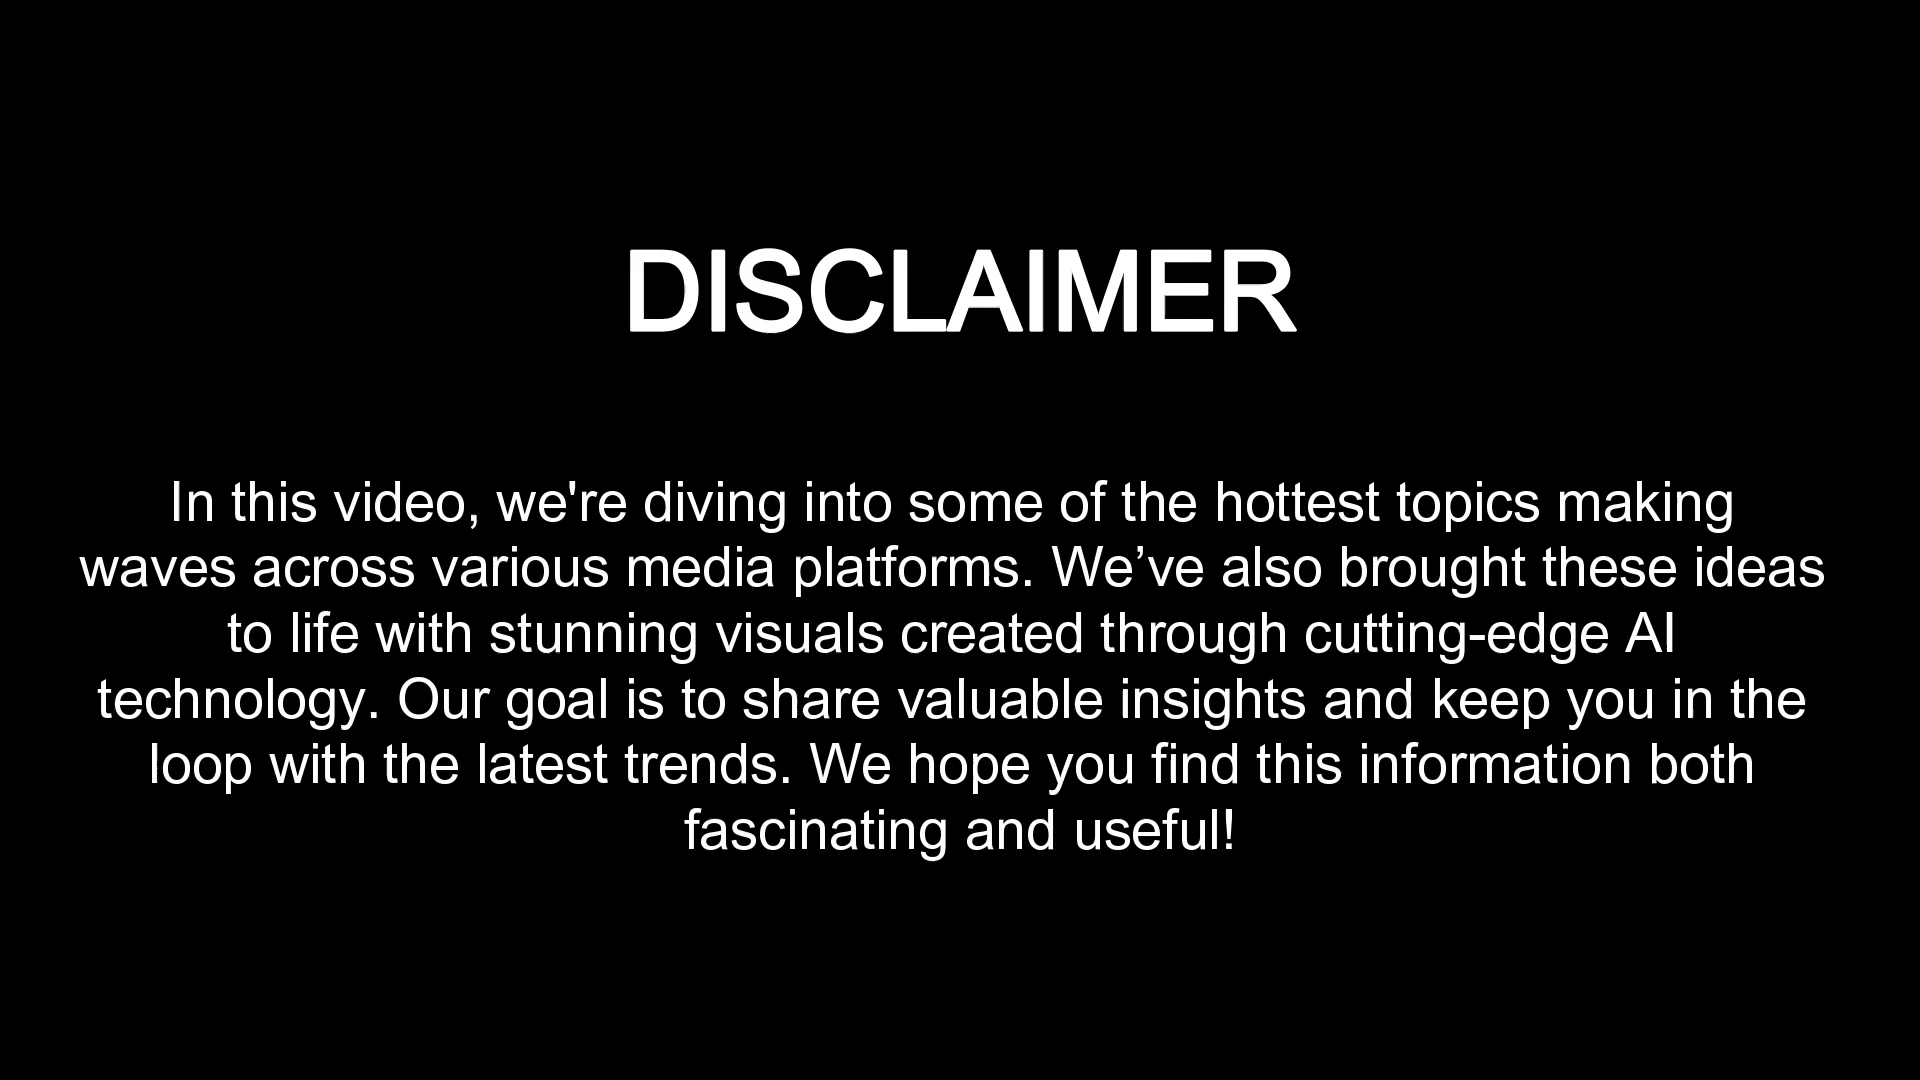 DISCLAIMER
In this video, we're diving into some of the hottest topics making
waves across various media platforms. We’ve also brought these ideas
to life with stunning visuals created through cutting-edge AI
technology. Our goal is to share valuable insights and keep you in the
loop with the latest trends. We hope you find this information both
fascinating and useful!